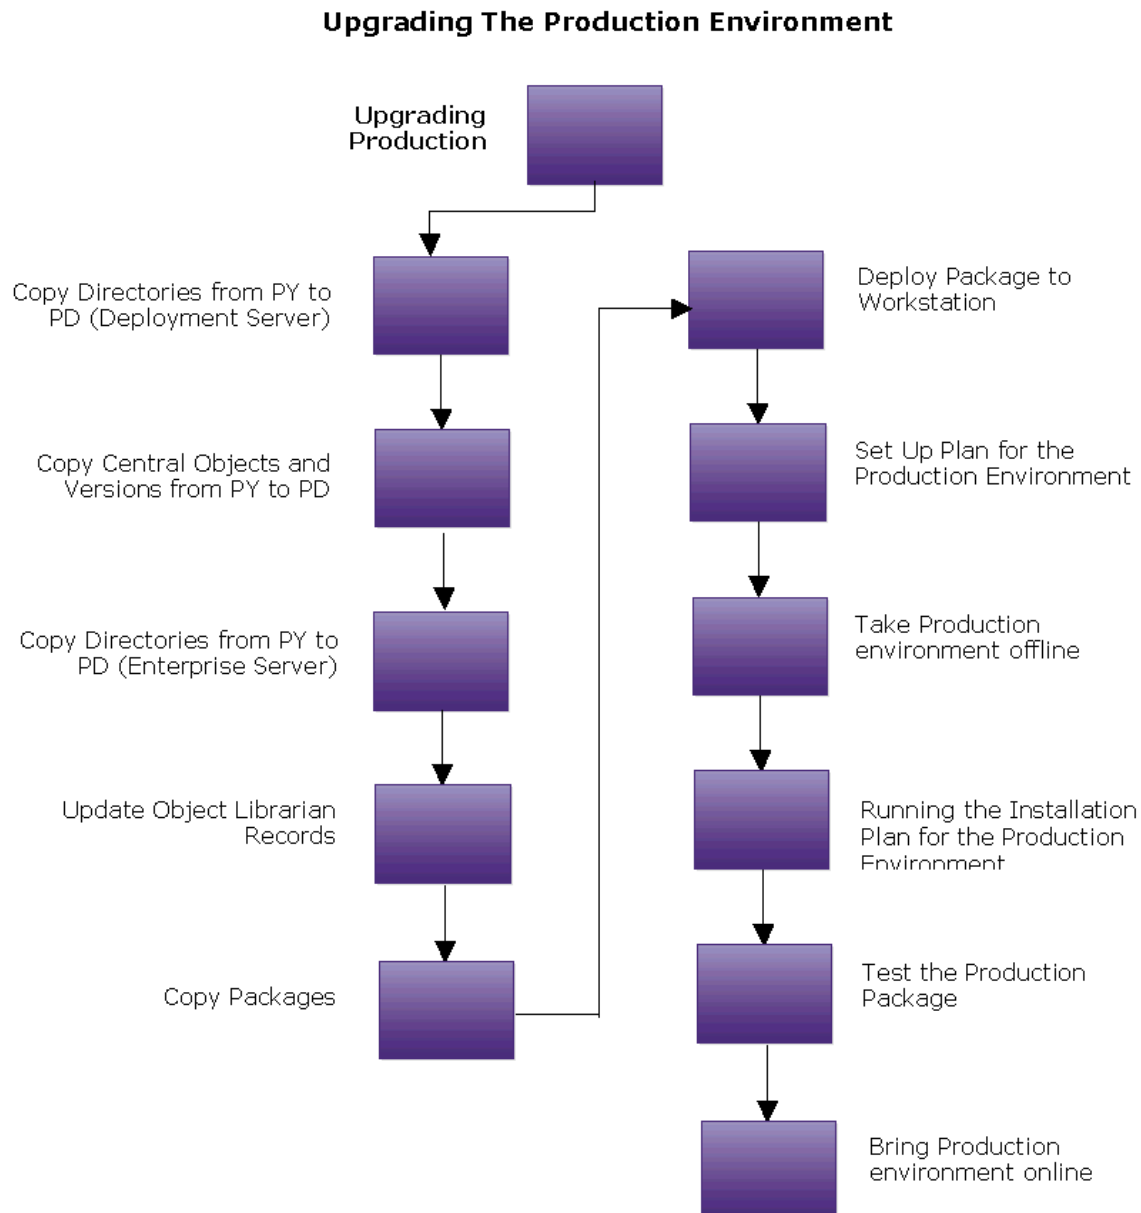 Upgrading The Production Environment
Upgrading
Production
Copy Directories from PY to
PD (Deployment Server)
Copy Central Objects and
Versions from PY to PD
Copy Directories from PY to
PD (Enterprise Server)
Update Object Librarian
Records
Copy Packages
Deploy Package to
Workstation
Set Up Plan for the
Production Environment
Take Production
environment offline
Running the Installation
Plan for the Production
Environment
Test the Production
Package
Bring Production
environment online